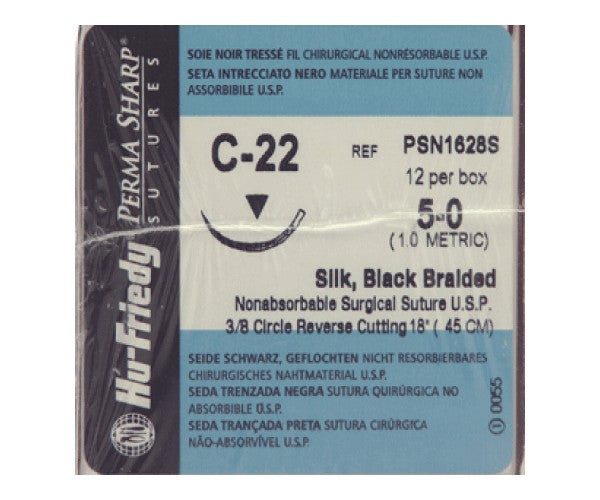 Hu-Friedy PERMA SHARP®
SUTURES
SOIE NOIR TRESSÉ FIL CHIRURGICAL NONRÉSORBABLE U.S.P.
SETA INTRECCIATO NERO MATERIALE PER SUTURE NON
ASSORBIBILE U.S.P.
C-22
REF PSN1628S
12 per box
5-0
(1.0 METRIC)
Silk, Black Braided
Nonabsorbable Surgical Suture U.S.P.
3/8 Circle Reverse Cutting 18" ( 45 CM)
SEIDE SCHWARZ, GEFLOCHTEN NICHT RESORBIERBARES
CHIRURGISCHES NAHTMATERIAL U.S.P.
SEDA TRENZADA NEGRA SUTURA QUIRÚRGICA NO
ABSORBIBLE U.S.P.
SEDA TRANÇADA PRETA SUTURA CIRÚRGICA
NÃO-ABSORVÍVEL U.S.P.
0055